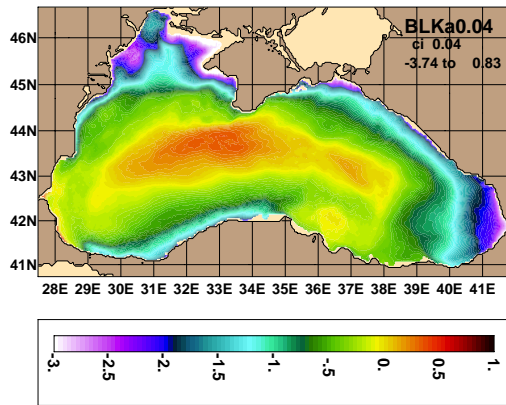 BLKa0.04
ci 0.04
-3.74 to 0.83
46N
45N
44N
43N
42N
41N
28E 29E 30E 31E 32E 33E 34E 35E 36E 37E 38E 39E 40E 41E
-3. -2.5 -2. -1.5 -1. -.5 0. 0.5 1.